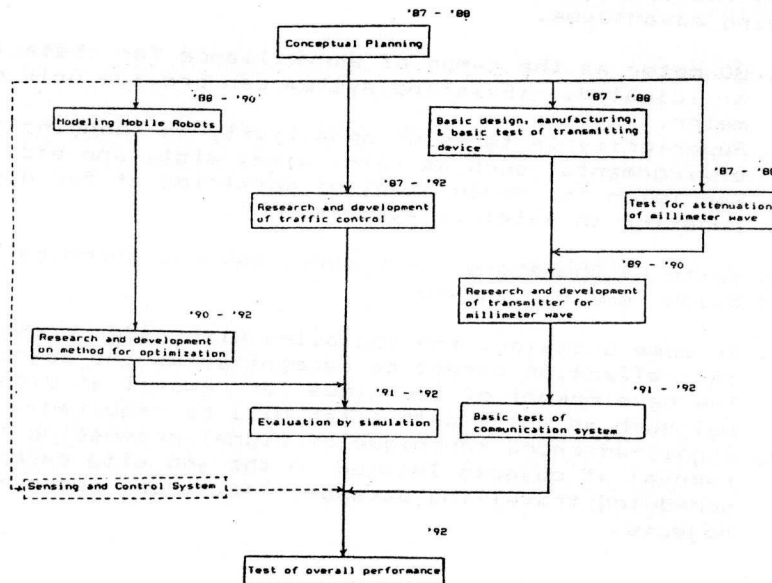 '87 - '88
Conceptual Planning
'88 - '90
Modeling Mobile Robots
'87 - '88
Basic design, manufacturing,
& basic test of transmitting
device
'87 - '92
Research and development
of traffic control
'87 - '88
Test for attenuation
of millimeter wave
'89 - '90
Research and development
of transmitter for
millimeter wave
'90 - '92
Research and development
on method for optimization
'91 - '92
Evaluation by simulation
'91 - '92
Basic test of
communication system
Sensing and Control System
'92
Test of overall performance